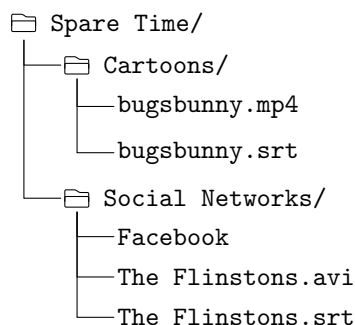 Spare Time/
Cartoons/
bugsbunny.mp4
bugsbunny.srt
Social Networks/
Facebook
The Flinstons.avi
The Flinstons.srt